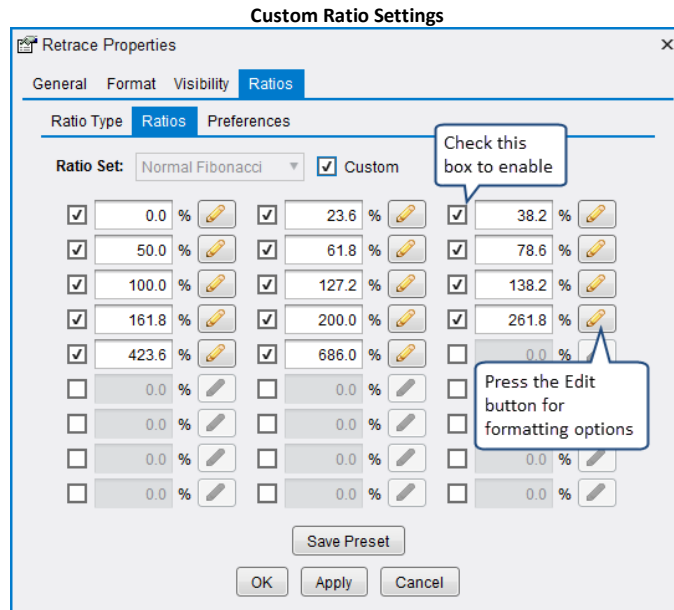 Custom Ratio Settings
Retrace Properties
General Format Visibility Ratios
Ratio Type Ratios Preferences
Check this
box to enable
Ratio Set: Normal Fibonacci Custom
0.0 % 23.6 % 38.2 %
50.0 % 61.8 % 78.6 %
100.0 % 127.2 % 138.2 %
161.8 % 200.0 % 261.8 %
423.6 % 686.0 % 0.0 %
Press the Edit
button for
formatting options
0.0 % 0.0 %
0.0 % 0.0 %
0.0 % 0.0 % 0.0 %
0.0 % 0.0 % 0.0 %
Save Preset
OK Apply Cancel